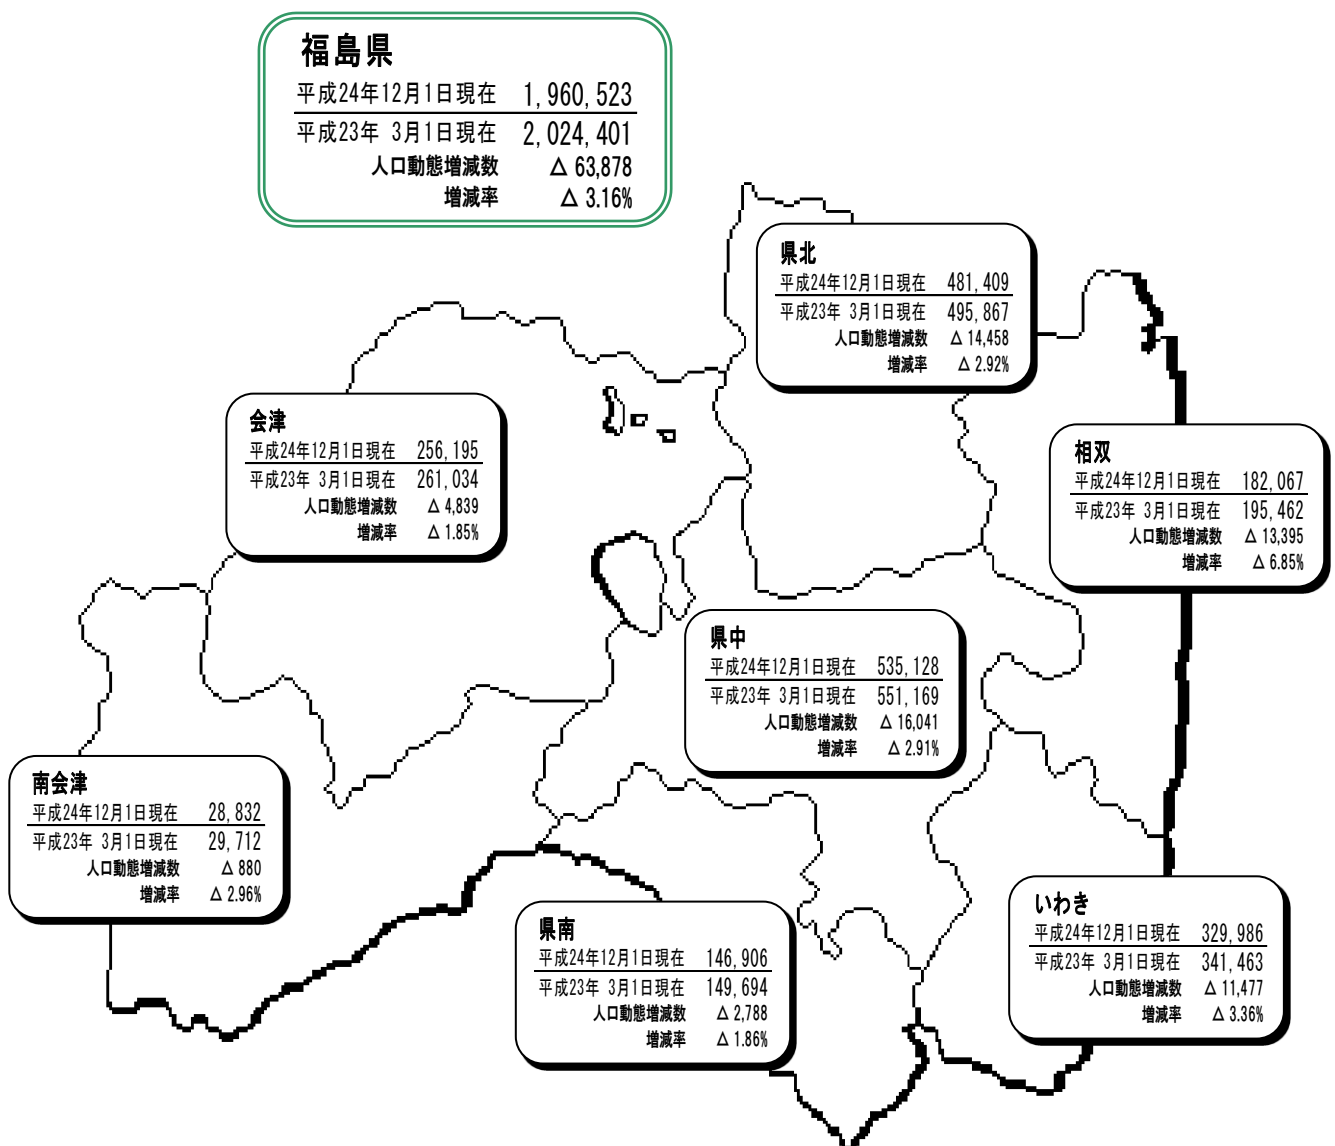 福島県
平成24年12月1日現在 1,960,523
平成23年 3月1日現在 2,024,401
人口動態増減数 △ 63,878
増減率 △ 3.16%
県北
平成24年12月1日現在 481,409
平成23年 3月1日現在 495,867
人口動態増減数 △ 14,458
増減率 △ 2.92%
会津
平成24年12月1日現在 256,195
平成23年 3月1日現在 261,034
人口動態増減数 △ 4,839
増減率 △ 1.85%
相双
平成24年12月1日現在 182,067
平成23年 3月1日現在 195,462
人口動態増減数 △ 13,395
増減率 △ 6.85%
県中
平成24年12月1日現在 535,128
平成23年 3月1日現在 551,169
人口動態増減数 △ 16,041
増減率 △ 2.91%
南会津
平成24年12月1日現在 28,832
平成23年 3月1日現在 29,712
人口動態増減数 △ 880
増減率 △ 2.96%
県南
平成24年12月1日現在 146,906
平成23年 3月1日現在 149,694
人口動態増減数 △ 2,788
増減率 △ 1.86%
いわき
平成24年12月1日現在 329,986
平成23年 3月1日現在 341,463
人口動態増減数 △ 11,477
増減率 △ 3.36%